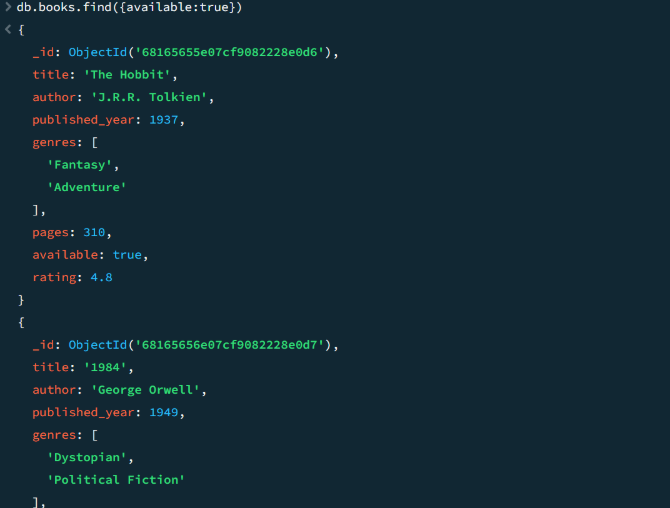 > db.books.find({available:true})
< {
_id: ObjectId('68165655e07cf9082228e0d6'),
title: 'The Hobbit',
author: 'J.R.R. Tolkien',
published_year: 1937,
genres: [
'Fantasy',
'Adventure'
],
pages: 310,
available: true,
rating: 4.8
}
{
_id: ObjectId('68165656e07cf9082228e0d7'),
title: '1984',
author: 'George Orwell',
published_year: 1949,
genres: [
'Dystopian',
'Political Fiction'
],